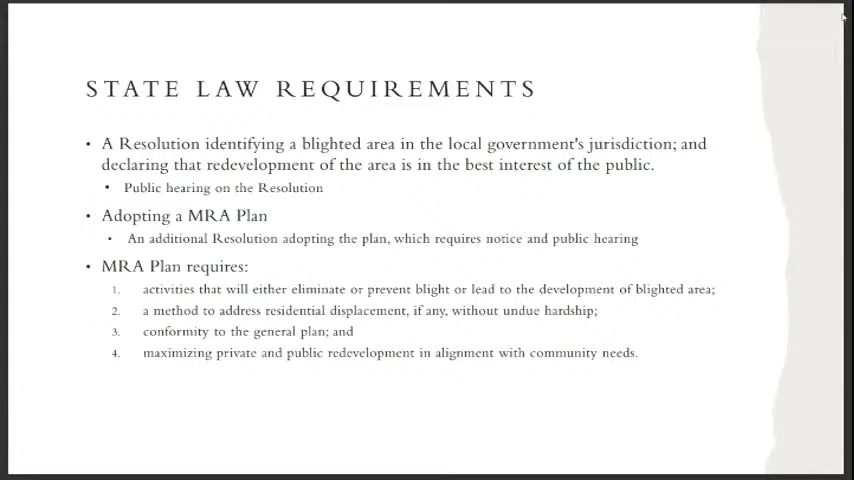 STATE LAW REQUIREMENTS
• A Resolution identifying a blighted area in the local government's jurisdiction; and
declaring that redevelopment of the area is in the best interest of the public.
• Public hearing on the Resolution
• Adopting a MRA Plan
• An additional Resolution adopting the plan, which requires notice and public hearing
• MRA Plan requires:
1. activities that will either eliminate or prevent blight or lead to the development of blighted area;
2. a method to address residential displacement, if any, without undue hardship;
3. conformity to the general plan; and
4. maximizing private and public redevelopment in alignment with community needs.